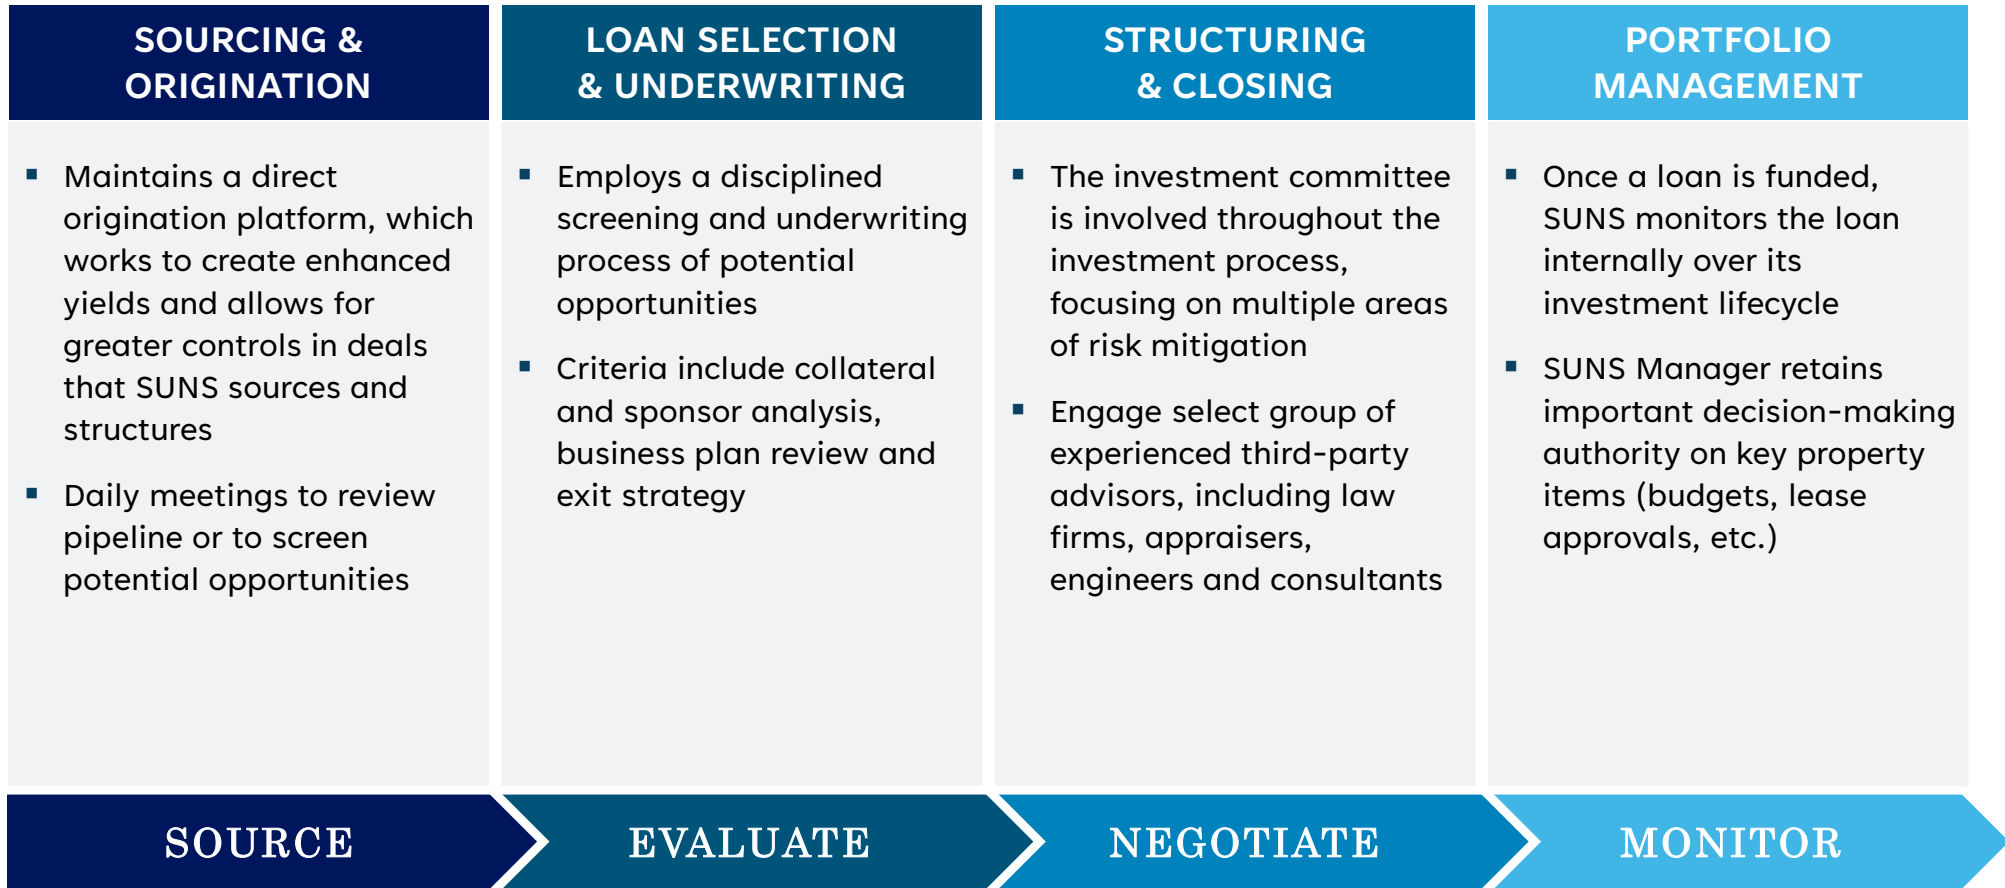 SOURCING &
ORIGINATION
▪ Maintains a direct
origination platform, which
works to create enhanced
yields and allows for
greater controls in deals
that SUNS sources and
structures
▪ Daily meetings to review
pipeline or to screen
potential opportunities
SOURCE
LOAN SELECTION
& UNDERWRITING
▪ Employs a disciplined
screening and underwriting
process of potential
opportunities
▪ Criteria include collateral
and sponsor analysis,
business plan review and
exit strategy
EVALUATE
STRUCTURING
& CLOSING
▪ The investment committee
is involved throughout the
investment process,
focusing on multiple areas
of risk mitigation
▪ Engage select group of
experienced third-party
advisors, including law
firms, appraisers,
engineers and consultants
NEGOTIATE
PORTFOLIO
MANAGEMENT
▪ Once a loan is funded,
SUNS monitors the loan
internally over its
investment lifecycle
▪ SUNS Manager retains
important decision-making
authority on key property
items (budgets, lease
approvals, etc.)
MONITOR